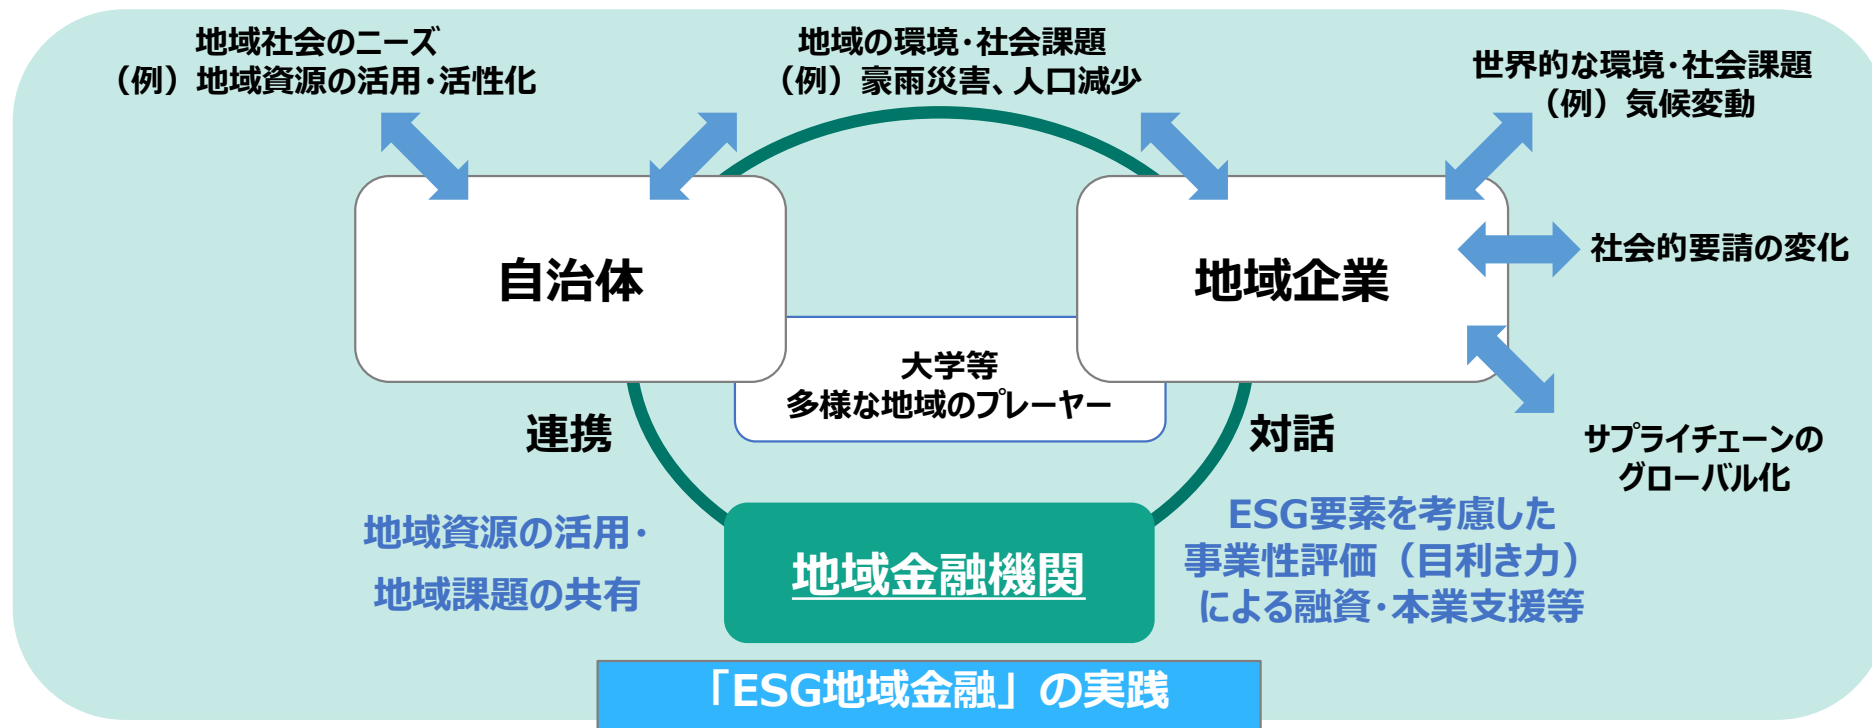 地域社会のニーズ
（例）地域資源の活用・活性化
地域の環境・社会課題
（例）豪雨災害、人口減少
世界的な環境・社会課題
（例）気候変動
自治体
地域企業
社会的要請の変化
大学等
多様な地域のプレーヤー
連携
対話
サプライチェーンの
グローバル化
地域資源の活用・
地域課題の共有
地域金融機関
ESG要素を考慮した
事業性評価（目利き力）
による融資・本業支援等
「ESG地域金融」の実践